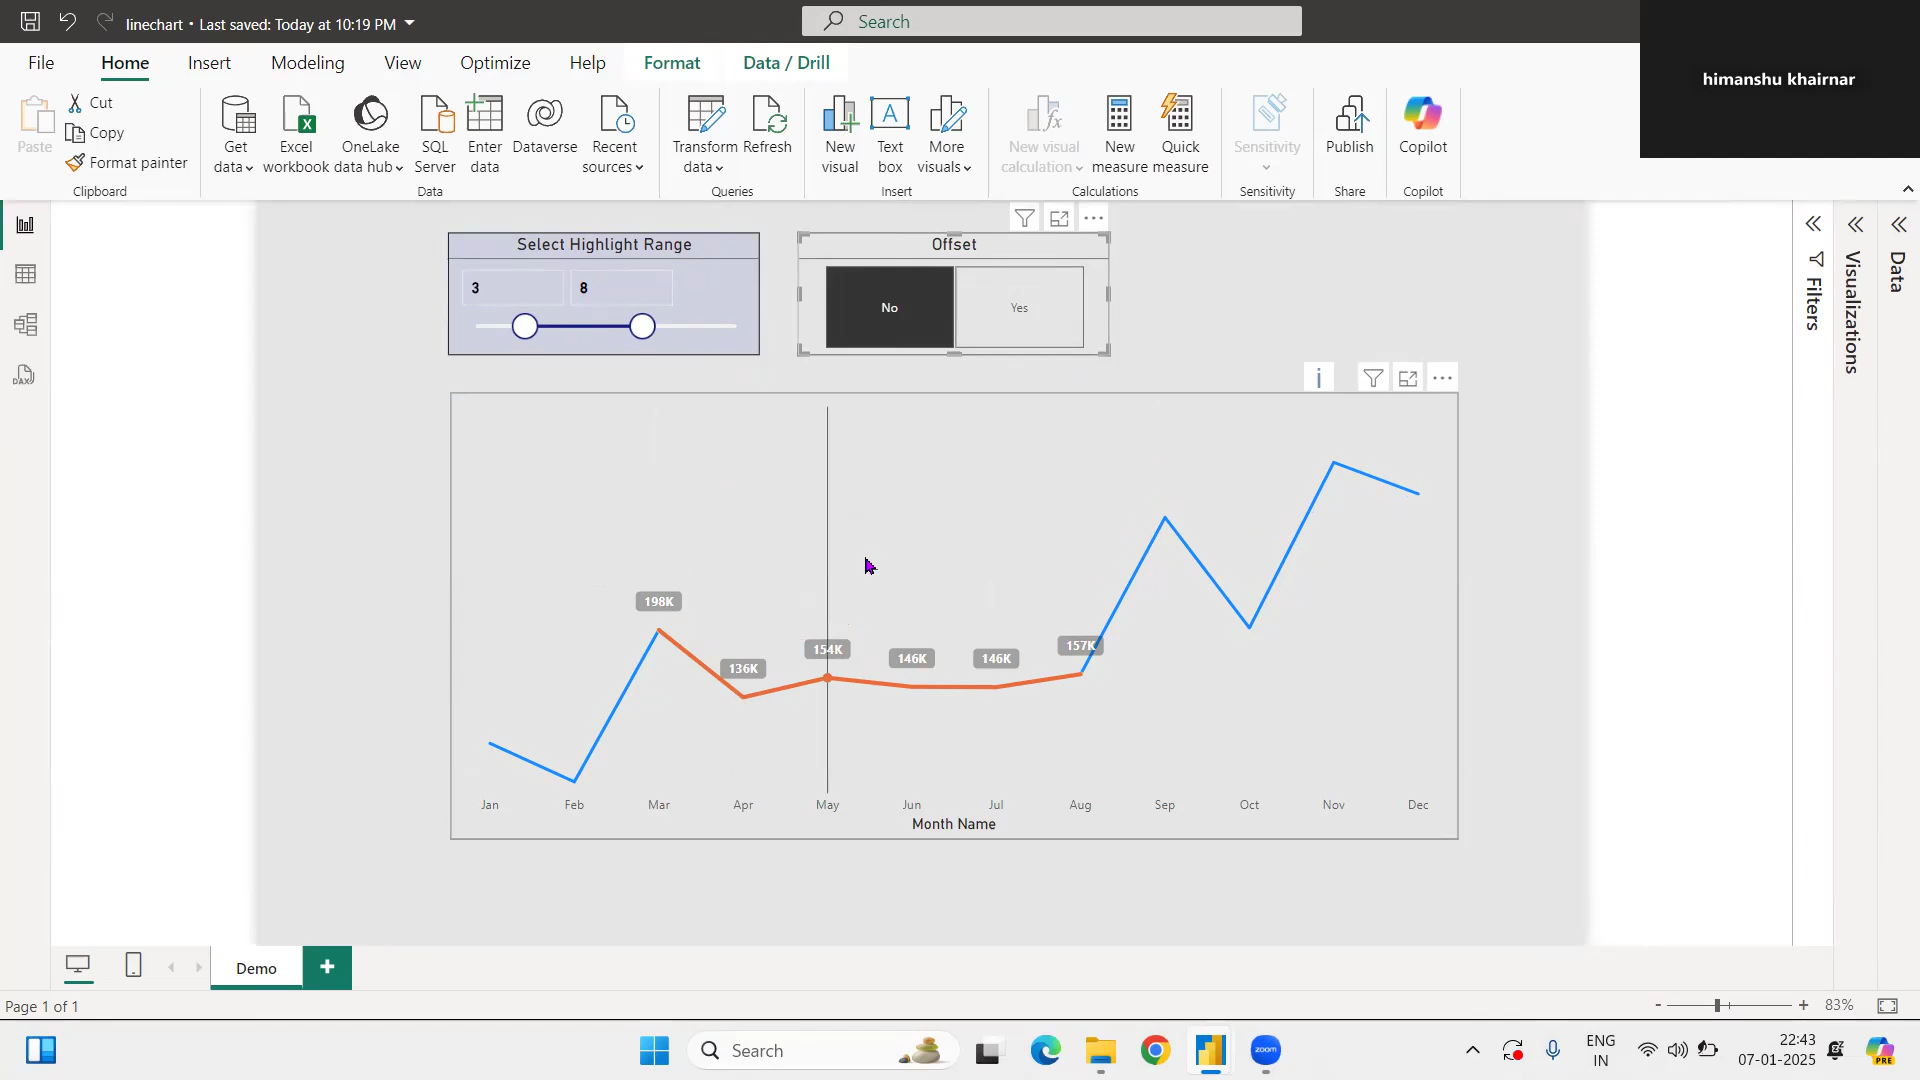 linechart • Last saved: Today at 10:19 PM
Search
himanshu khairnar
File
Home
Insert
Modeling
View
Optimize
Help
Format
Data / Drill
Paste
Cut
Copy
Format painter
Clipboard
Get data
Excel workbook
OneLake data hub
SQL Server
Enter data
Dataverse
Recent sources
Data
Transform data
Refresh
Queries
New visual
Text box
More visuals
Insert
New visual calculation
New measure
Quick measure
Calculations
Sensitivity
Sensitivity
Publish
Share
Copilot
Copilot
Select Highlight Range
3
8
Offset
No
Yes
Filters
Visualizations
Data
DAX
198K
136K
154K
146K
146K
157K
Jan
Feb
Mar
Apr
May
Jun
Jul
Aug
Sep
Oct
Nov
Dec
Month Name
Demo
Page 1 of 1
83%
Search
zoom
ENG
IN
22:43
07-01-2025
PRE